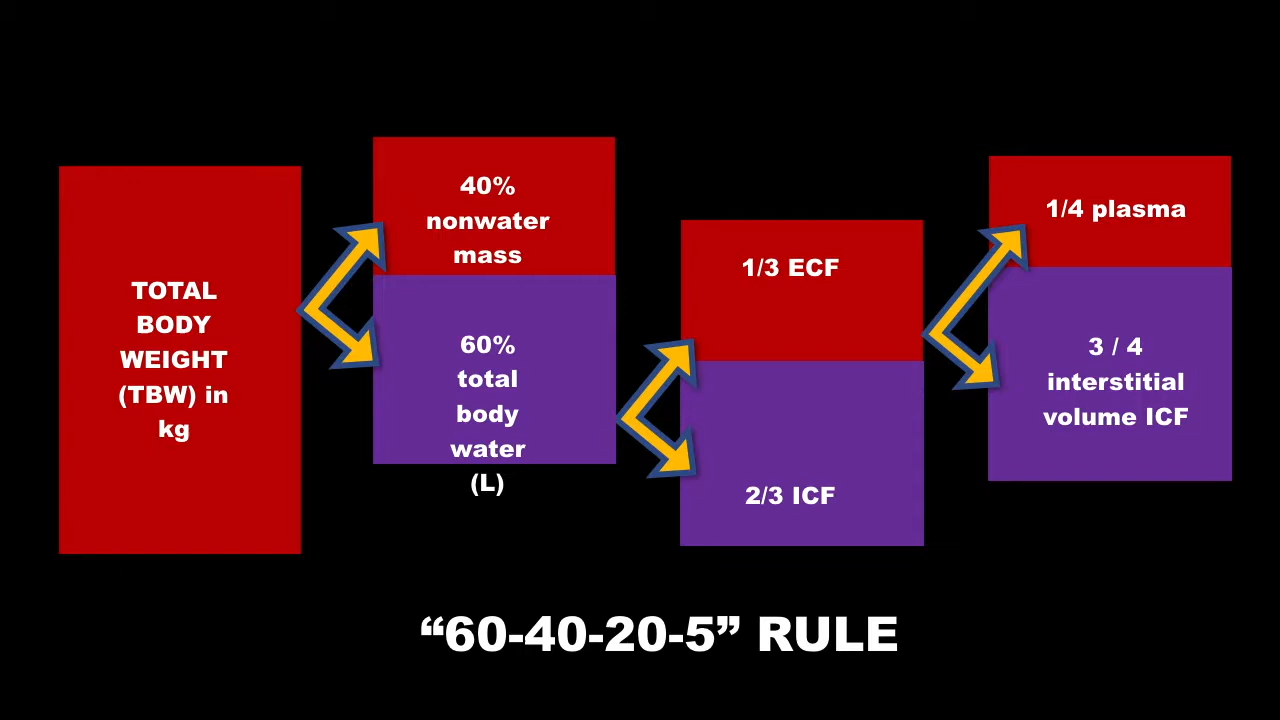 TOTAL
BODY
WEIGHT
(TBW) in
kg
40%
nonwater
mass
60%
total
body
water
(L)
1/3 ECF
2/3 ICF
1/4 plasma
3 / 4
interstitial
volume ICF
“60-40-20-5” RULE